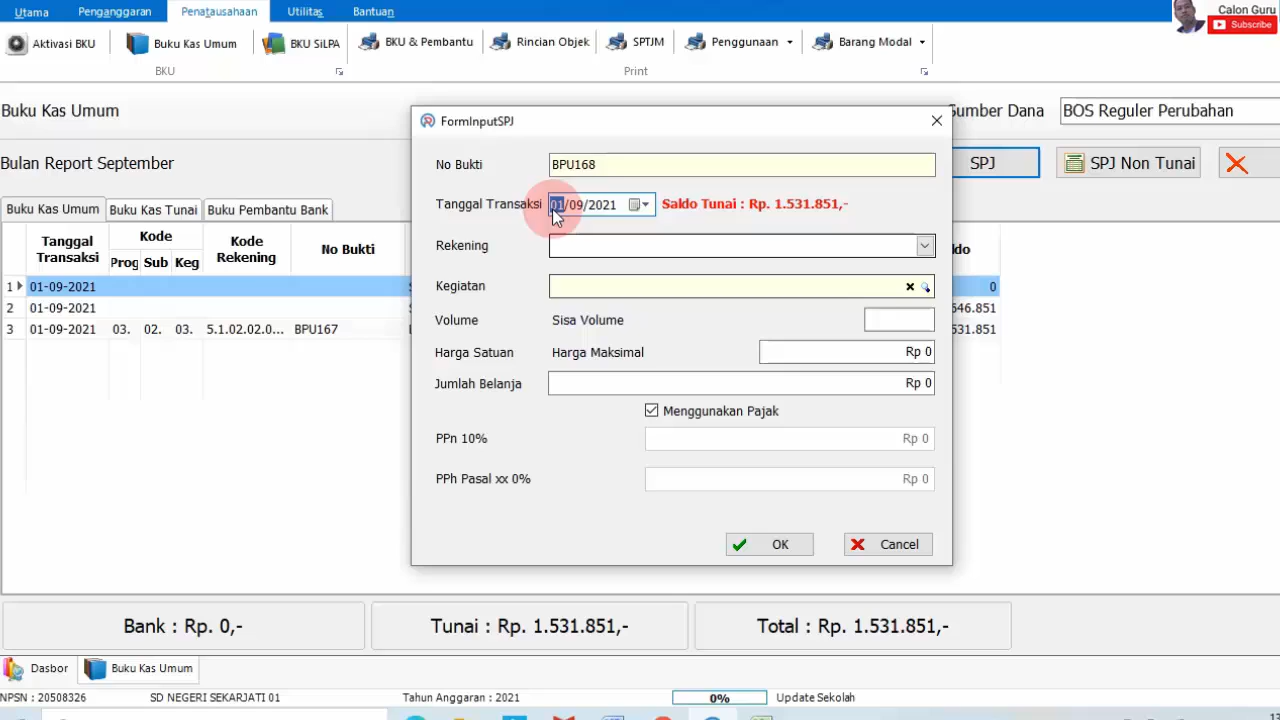 Utama Penganggaran Penatausahaan Utilitas Bantuan
Calon Guru
Subscribe
Aktivasi BKU Buku Kas Umum BKU SiLPA BKU & Pembantu Rincian Objek SPTJM Penggunaan Barang Modal
BKU Print
Buku Kas Umum
Sumber Dana BOS Reguler Perubahan
Bulan Report September
SPJ SPJ Non Tunai
Buku Kas Umum Buku Kas Tunai Buku Pembantu Bank
Tanggal Transaksi Kode Kode Rekening No Bukti
Prog Sub Keg
1 01-09-2021 0
2 01-09-2021
3 01-09-2021 03. 02. 03. 5.1.02.02.0... BPU167
FormInputSPJ
No Bukti BPU168
Tanggal Transaksi 01/09/2021 Saldo Tunai : Rp. 1.531.851,-
Rekening
Kegiatan
Volume Sisa Volume
Harga Satuan Harga Maksimal Rp 0
Jumlah Belanja Rp 0
Menggunakan Pajak
PPn 10% Rp 0
PPh Pasal xx 0% Rp 0
OK Cancel
Bank : Rp. 0,- Tunai : Rp. 1.531.851,- Total : Rp. 1.531.851,-
Dasbor Buku Kas Umum
NPSN : 20508326 SD NEGERI SEKARJATI 01 Tahun Anggaran : 2021 0% Update Sekolah